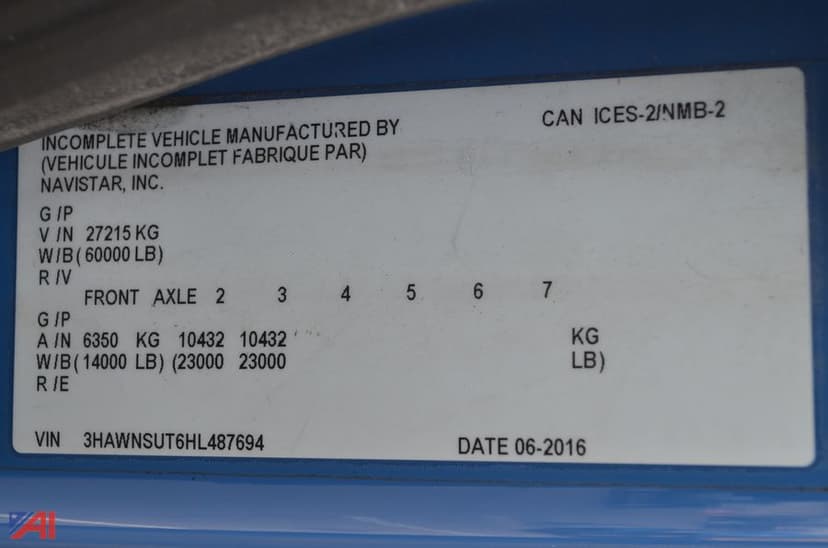 INCOMPLETE VEHICLE MANUFACTURED BY CAN ICES-2/NMB-2
(VEHICULE INCOMPLET FABRIQUE PAR)
NAVISTAR, INC.
G /P
V /N 27215 KG
W/B( 60000 LB)
R /V
FRONT AXLE 2 3 4 5 6 7
G /P
A /N 6350 KG 10432 10432 KG
W/B( 14000 LB) (23000 23000 LB)
R /E
VIN 3HAWNSUT6HL487694 DATE 06-2016
AI